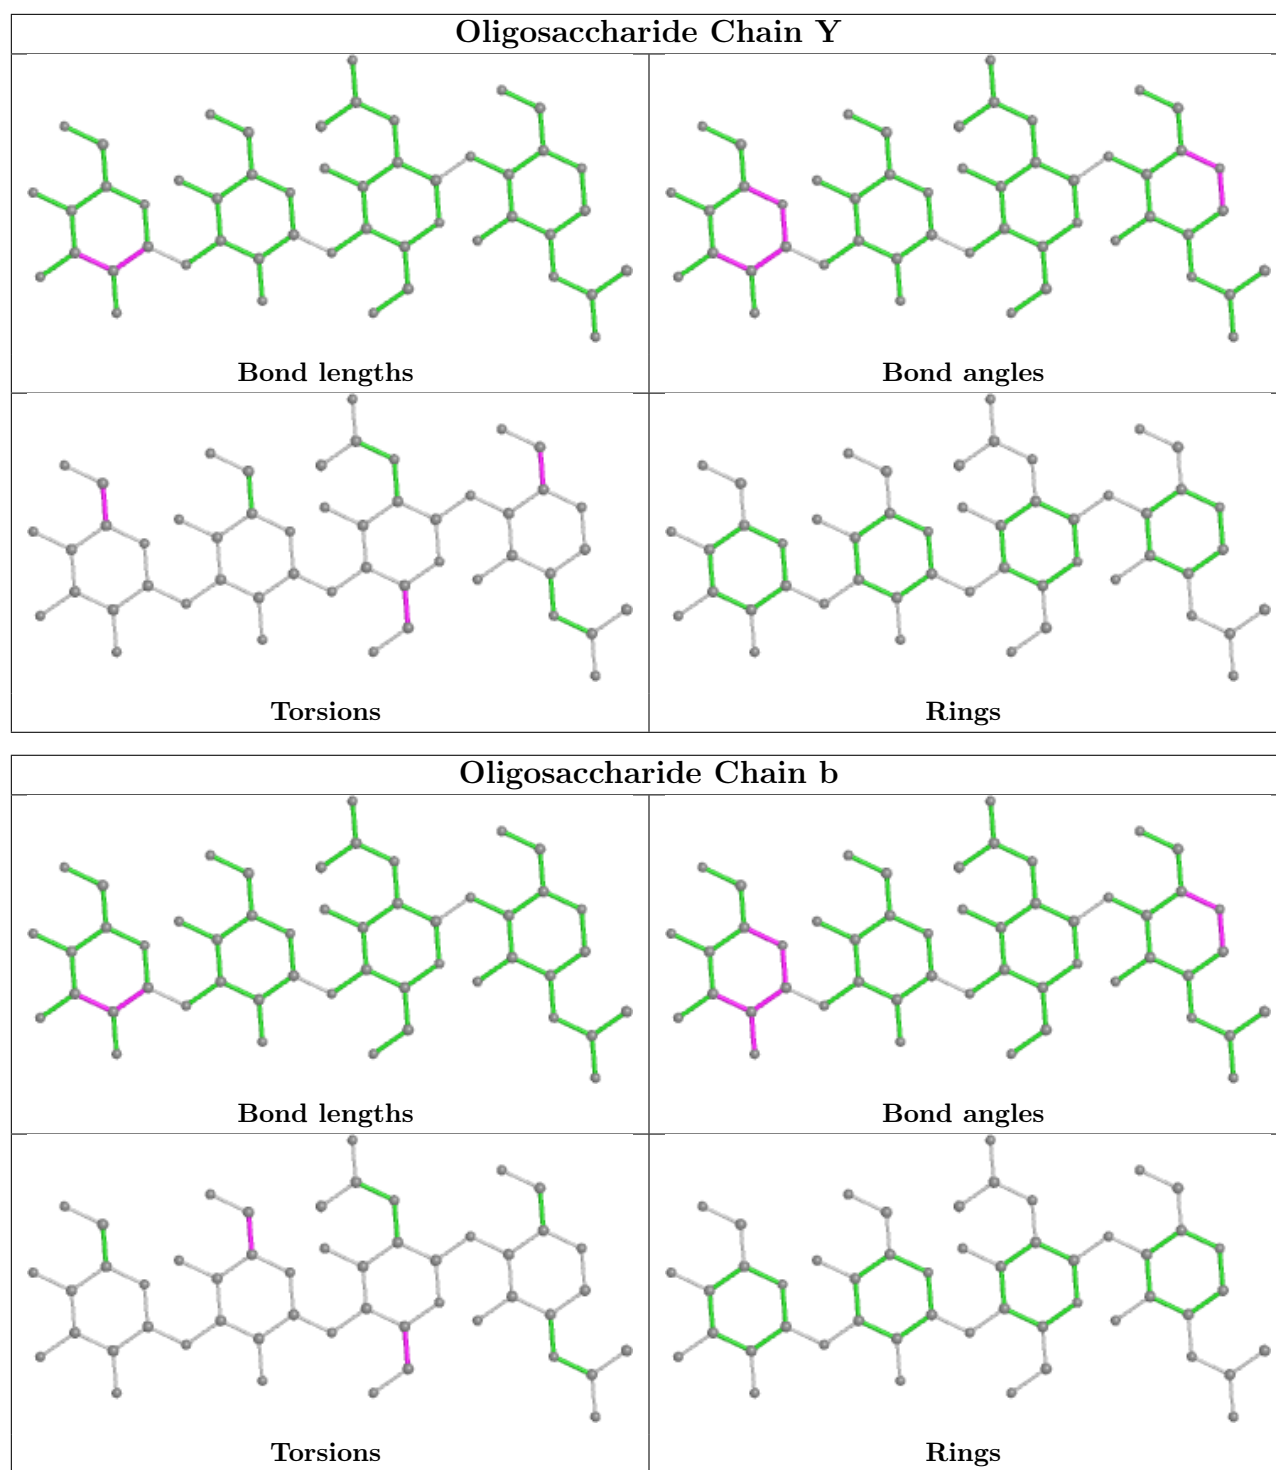 Oligosaccharide Chain Y
Bond lengths
Bond angles
Torsions
Rings
Oligosaccharide Chain b
Bond lengths
Bond angles
Torsions
Rings